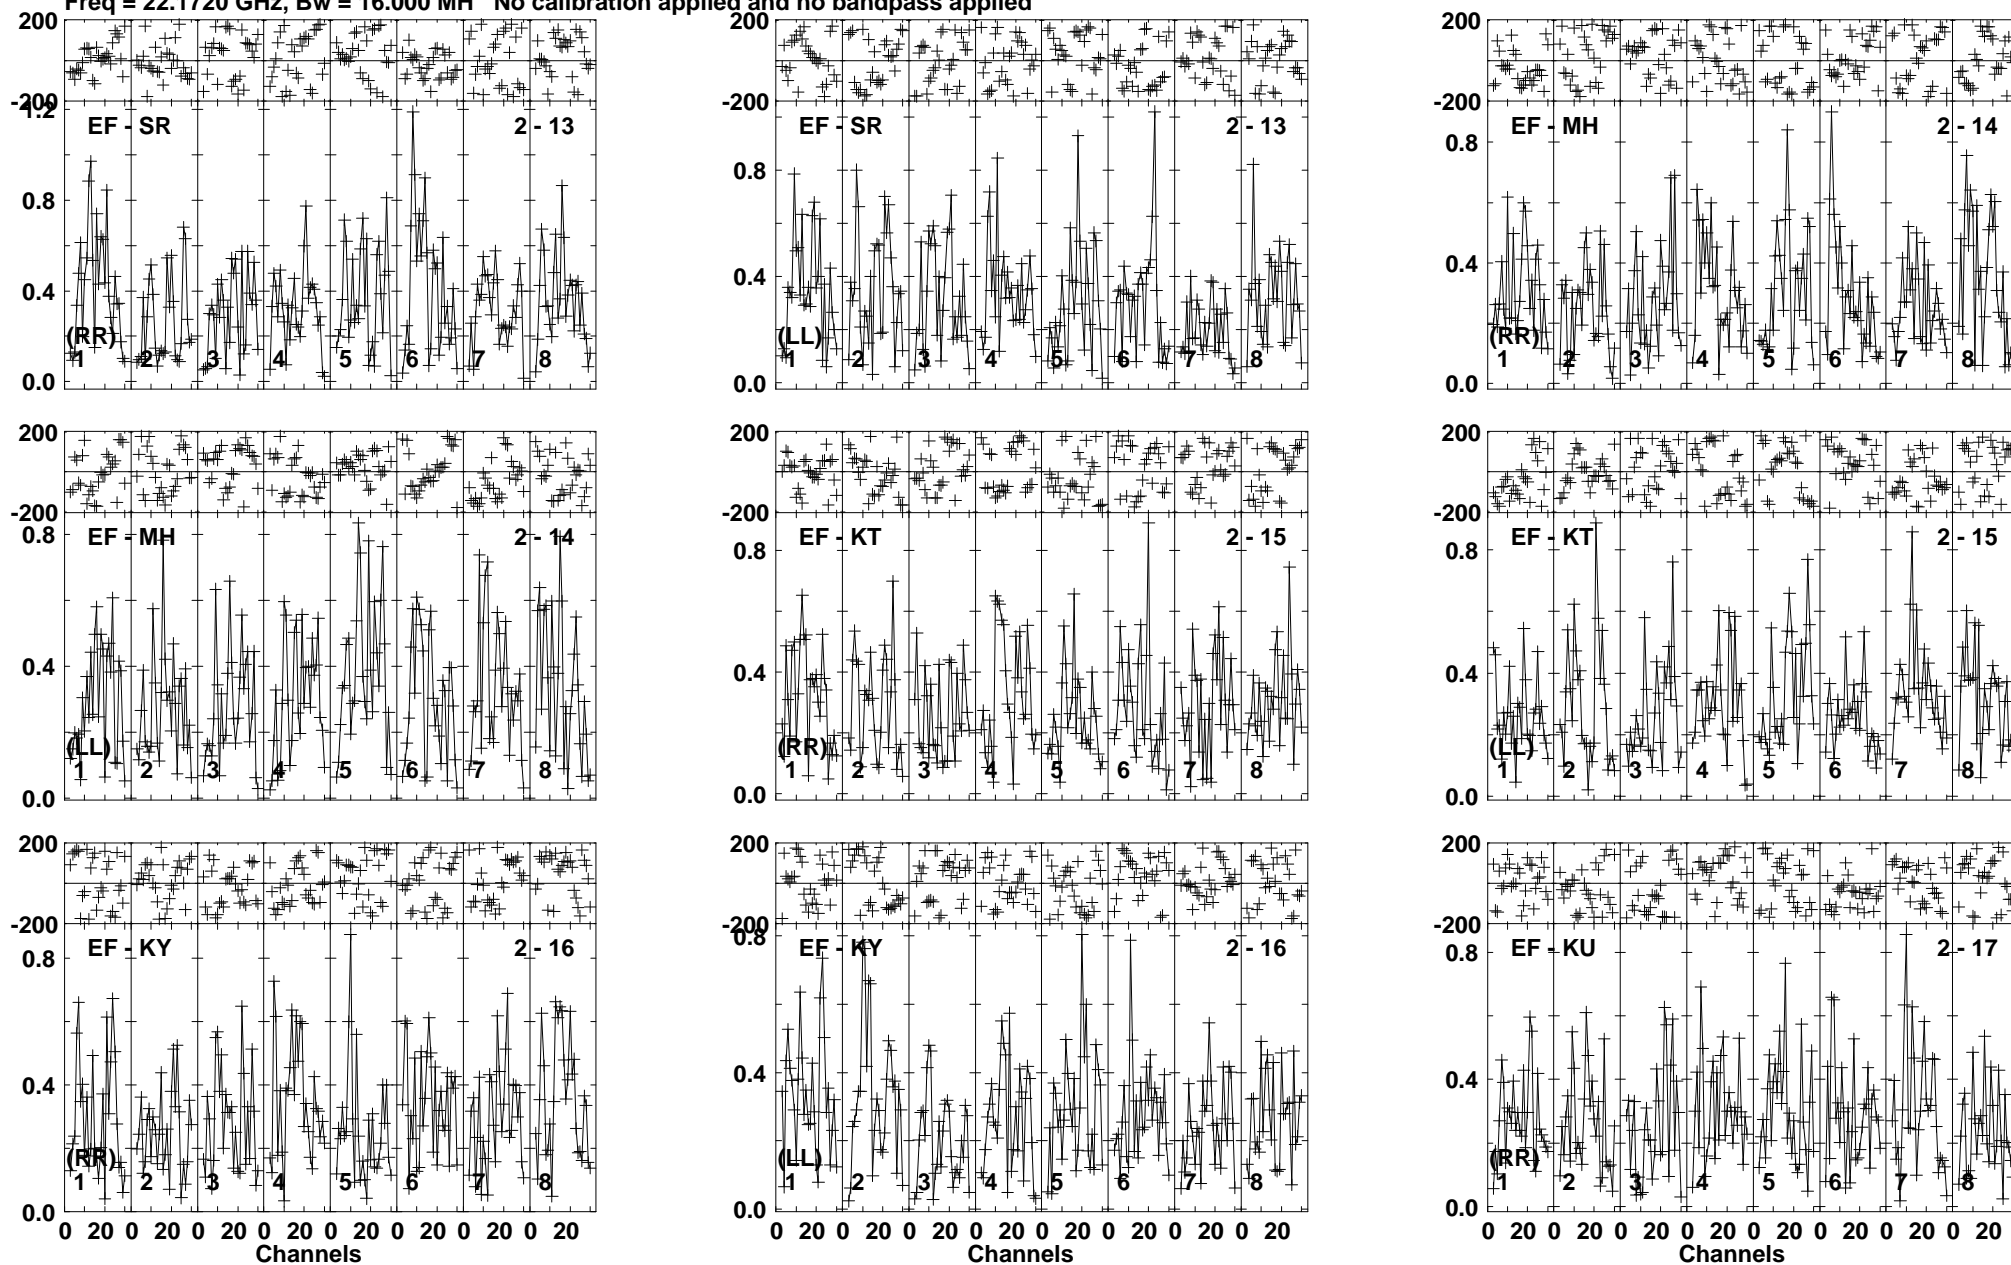 Freq = 22.1720 GHz, Bw = 16.000 MH No calibration applied and no bandpass applied
200 200 200
-200 -200 -200
1.2
EF - SR 2 - 13 EF - SR 2 - 13 EF - MH 2 - 14
0.8 0.8 0.8
0.4 0.4 0.4
(RR) (LL) (RR)
1 2 3 4 5 6 7 8 1 2 3 4 5 6 7 8 1 2 3 4 5 6 7 8
0.0 0.0 0.0
200 200 200
-200 -200 -200
EF - MH 2 - 14 EF - KT 2 - 15 EF - KT 2 - 15
0.8 0.8 0.8
0.4 0.4 0.4
(LL) (RR) (LL)
1 2 3 4 5 6 7 8 1 2 3 4 5 6 7 8 1 2 3 4 5 6 7 8
0.0 0.0 0.0
200 200 200
-200 -200 -200
EF - KY 2 - 16 EF - KY 2 - 16 EF - KU 2 - 17
0.8 0.8 0.8
0.4 0.4 0.4
(RR) (LL) (RR)
1 2 3 4 5 6 7 8 1 2 3 4 5 6 7 8 1 2 3 4 5 6 7 8
0.0 0.0 0.0
0 20 0 20 0 20 0 20 0 20 0 20 0 20 0 20 0 20 0 20 0 20 0 20 0 20 0 20 0 20 0 20 0 20 0 20 0 20 0 20 0 20 0 20 0 20 0 20
Channels Channels Channels